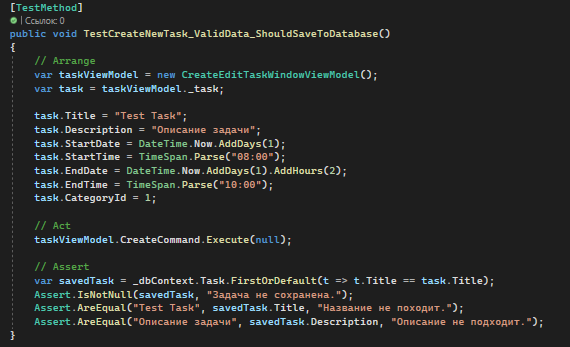 [TestMethod]
| Ссылок: 0
public void TestCreateNewTask_ValidData_ShouldSaveToDatabase()
{
// Arrange
var taskViewModel = new CreateEditTaskWindowViewModel();
var task = taskViewModel._task;
task.Title = "Test Task";
task.Description = "Описание задачи";
task.StartDate = DateTime.Now.AddDays(1);
task.StartTime = TimeSpan.Parse("08:00");
task.EndDate = DateTime.Now.AddDays(1).AddHours(2);
task.EndTime = TimeSpan.Parse("10:00");
task.CategoryId = 1;
// Act
taskViewModel.CreateCommand.Execute(null);
// Assert
var savedTask = _dbContext.Task.FirstOrDefault(t => t.Title == task.Title);
Assert.IsNotNull(savedTask, "Задача не сохранена.");
Assert.AreEqual("Test Task", savedTask.Title, "Название не походит.");
Assert.AreEqual("Описание задачи", savedTask.Description, "Описание не подходит.");
}